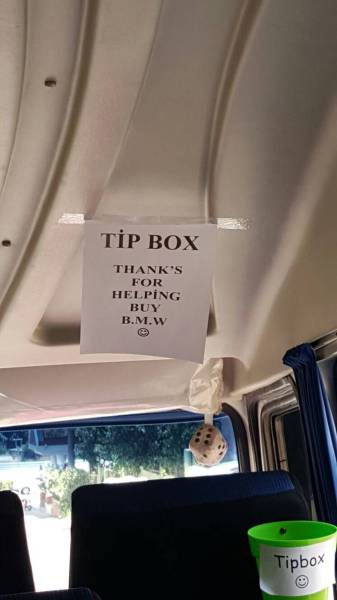 TİP BOX
THANK'S
FOR
HELPİNG
BUY
B.M.W
☺
Tipbox
☺